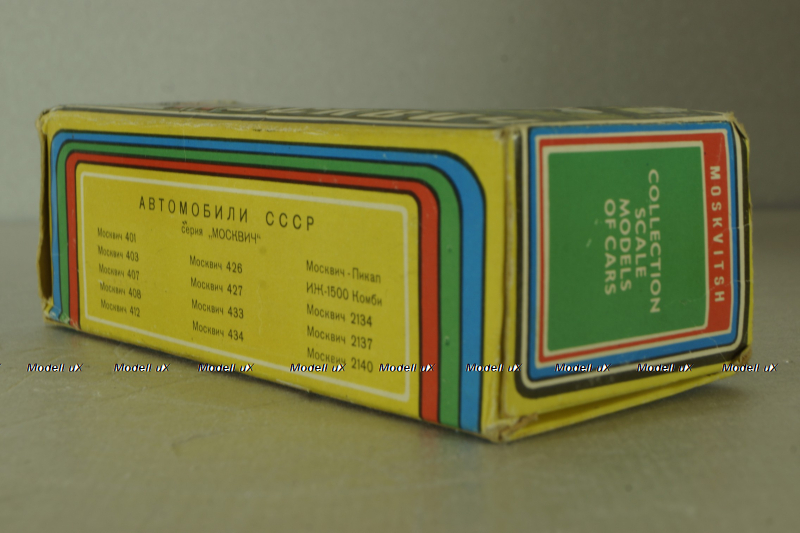 АВТОМОБИЛИ СССР
серия „МОСКВИЧ“
Москвич 401
Москвич 403
Москвич 407
Москвич 408
Москвич 412
Москвич 426
Москвич 427
Москвич 433
Москвич 434
Москвич - Пикап
ИЖ-1500 Комби
Москвич 2134
Москвич 2137
Москвич 2140
MOSKVITSH
COLLECTION
SCALE
MODELS
OF CARS
Modell uX Modell uX Modell uX Modell uX Modell uX Modell uX Modell uX Modell uX Modell uX